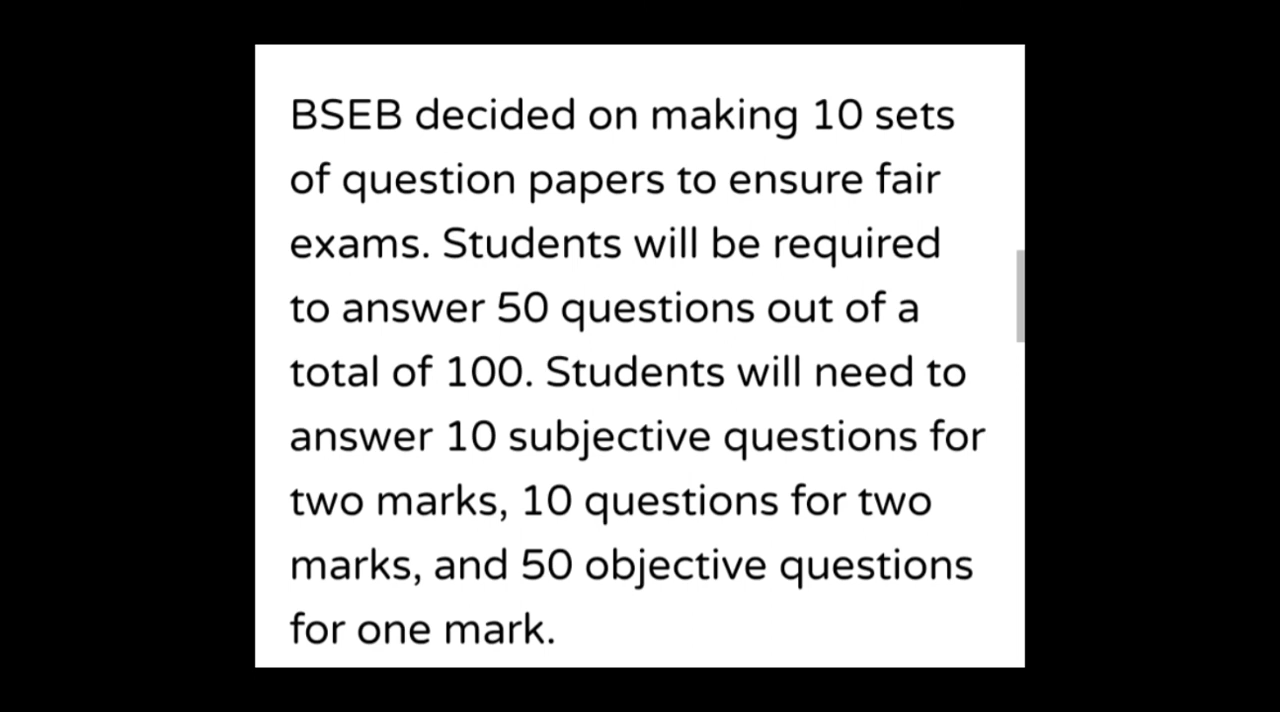 BSEB decided on making 10 sets
of question papers to ensure fair
exams. Students will be required
to answer 50 questions out of a
total of 100. Students will need to
answer 10 subjective questions for
two marks, 10 questions for two
marks, and 50 objective questions
for one mark.